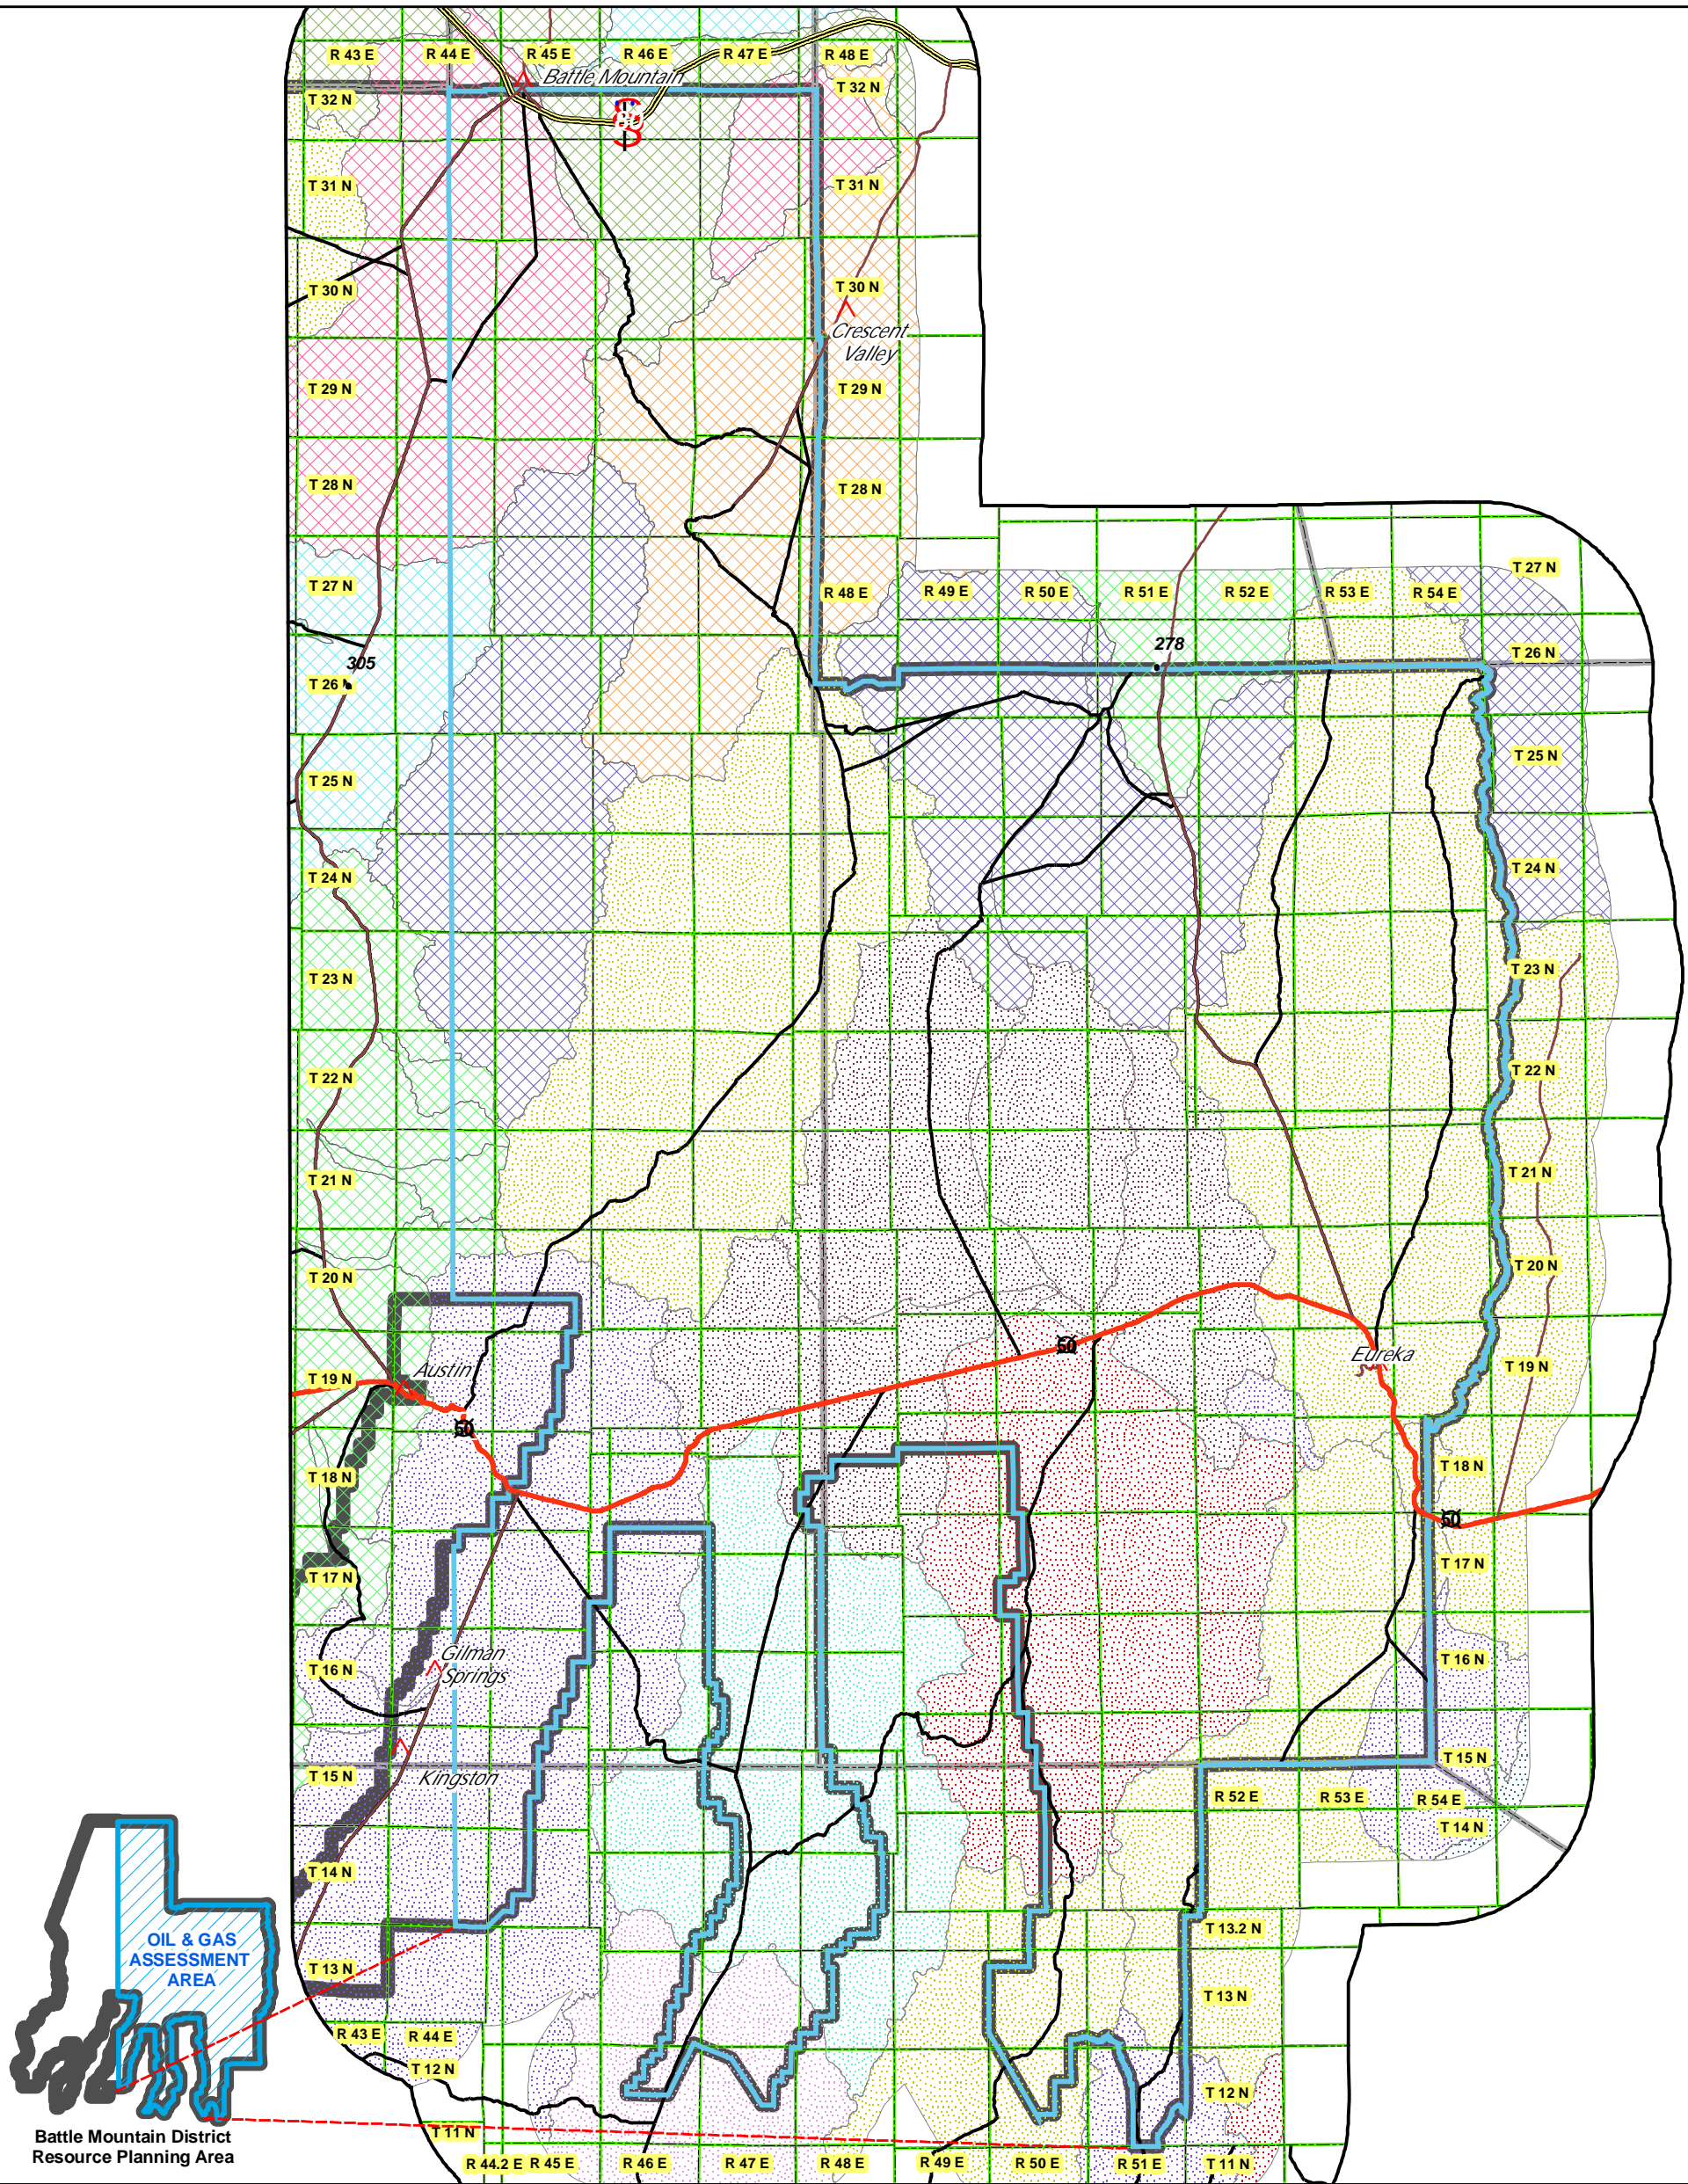 R 43 E
R 44 E
R 45 E
R 46 E
R 47 E
R 48 E
Battle Mountain
T 32 N
T 32 N
80
T 31 N
T 31 N
T 30 N
T 30 N
Crescent
Valley
T 29 N
T 29 N
T 28 N
T 28 N
T 27 N
R 48 E
R 49 E
R 50 E
R 51 E
R 52 E
R 53 E
R 54 E
T 27 N
305
278
T 26 N
T 26 N
T 25 N
T 25 N
T 24 N
T 24 N
T 23 N
T 23 N
T 22 N
T 22 N
T 21 N
T 21 N
T 20 N
T 20 N
50
Austin
Eureka
T 19 N
T 19 N
50
T 18 N
T 18 N
50
T 17 N
T 17 N
Gilman
Springs
T 16 N
T 16 N
T 15 N
Kingston
T 15 N
R 52 E
R 53 E
R 54 E
T 14 N
T 14 N
T 13.2 N
OIL & GAS
ASSESSMENT
AREA
T 13 N
T 13 N
R 43 E
R 44 E
T 12 N
T 12 N
Battle Mountain District
Resource Planning Area
T 11 N
R 44.2 E
R 45 E
R 46 E
R 47 E
R 48 E
R 49 E
R 50 E
R 51 E
T 11 N